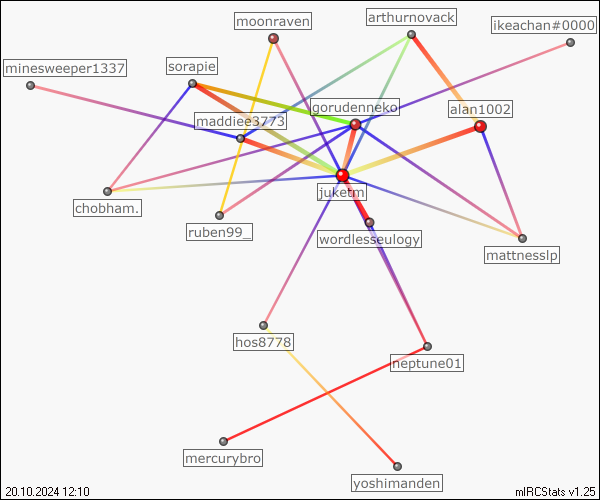 moonraven
arthurnovack
ikeachan#0000
minesweeper1337
sorapie
gorudenneko
alan1002
maddiee3773
juketm
chobham.
ruben99_
wordlesseulogy
mattnesslp
hos8778
neptune01
mercurybro
yoshimanden
20.10.2024 12:10
mIRCStats v1.25